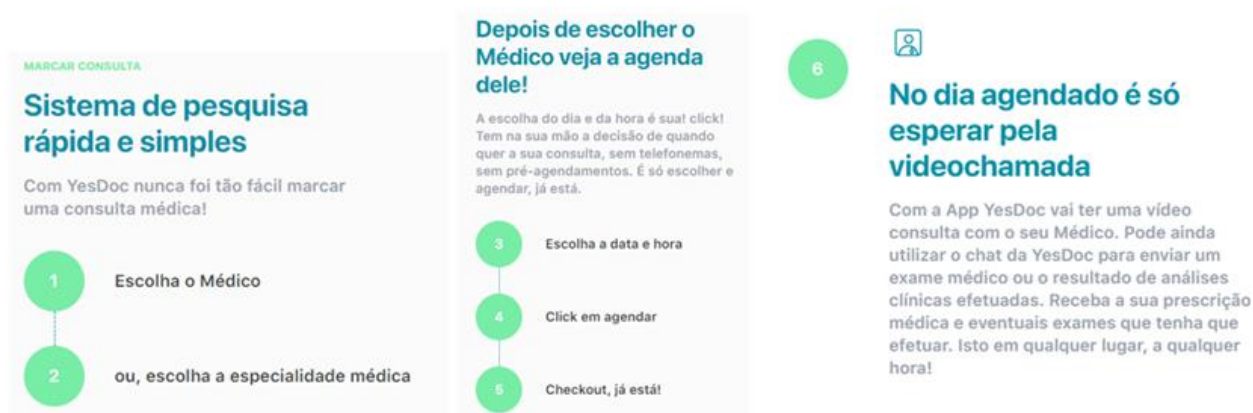 MARCAR CONSULTA
Sistema de pesquisa
rápida e simples
Com YesDoc nunca foi tão fácil marcar
uma consulta médica!
1
Escolha o Médico
2
ou, escolha a especialidade médica
Depois de escolher o
Médico veja a agenda
dele!
A escolha do dia e da hora é sua! click!
Tem na sua mão a decisão de quando
quer a sua consulta, sem telefonemas,
sem pré-agendamentos. É só escolher e
agendar, já está.
3
Escolha a data e hora
4
Click em agendar
5
Checkout, já está!
6
No dia agendado é só
esperar pela
videochamada
Com a App YesDoc vai ter uma vídeo
consulta com o seu Médico. Pode ainda
utilizar o chat da YesDoc para enviar um
exame médico ou o resultado de análises
clínicas efetuadas. Receba a sua prescrição
médica e eventuais exames que tenha que
efetuar. Isto em qualquer lugar, a qualquer
hora!